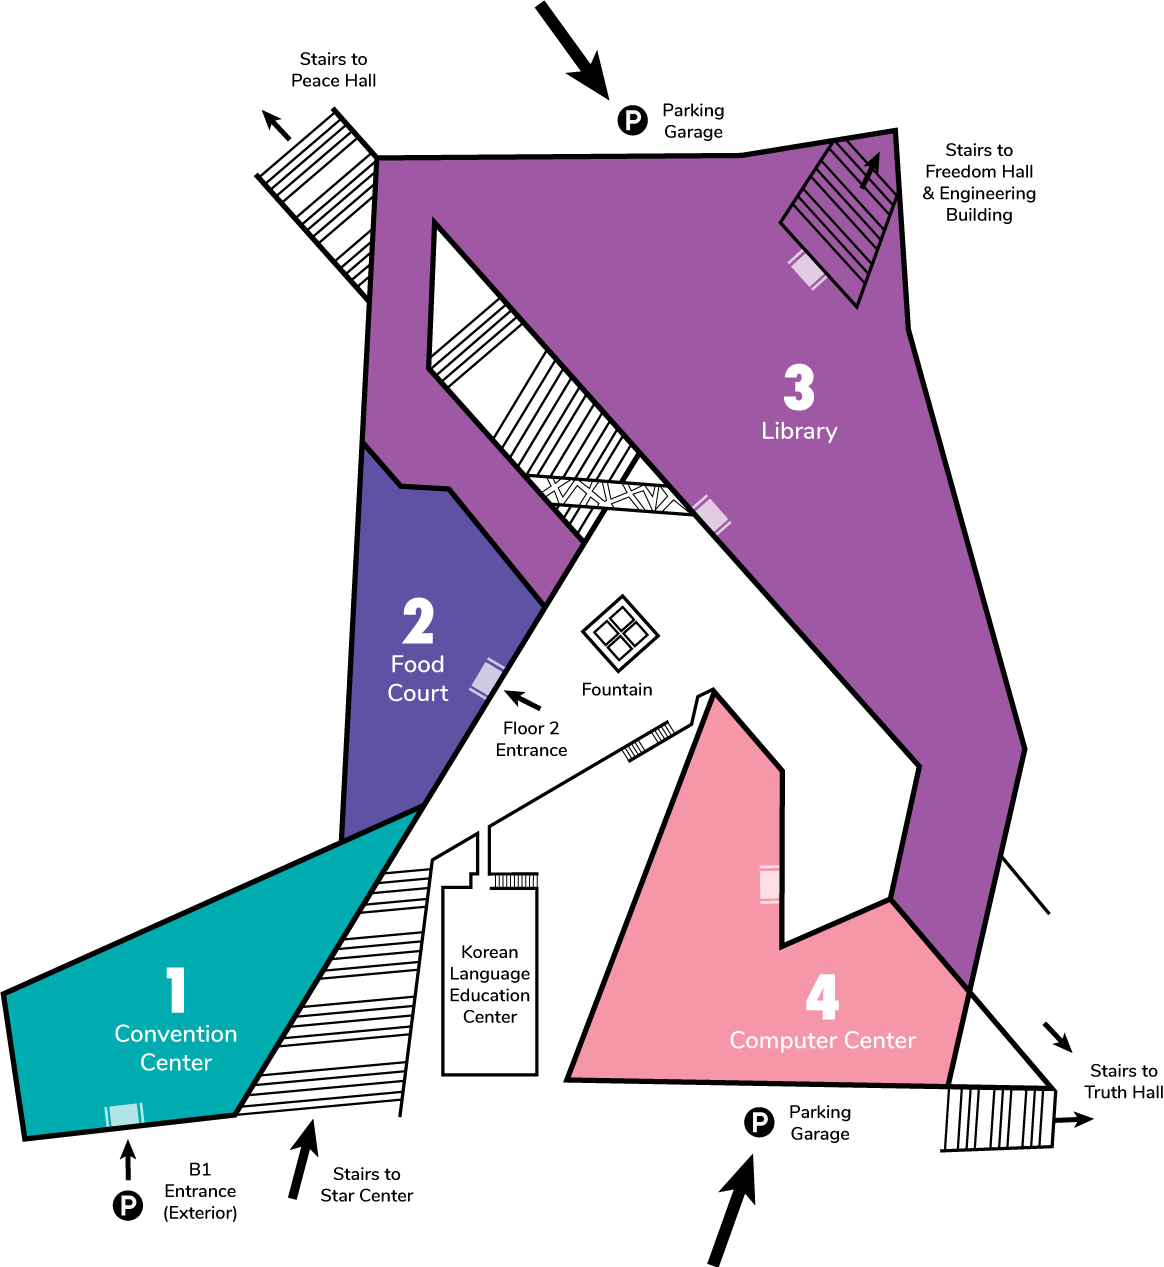 Stairs to
Peace Hall
P
Parking
Garage
Stairs to
Freedom Hall
& Engineering
Building
3
Library
2
Food
Court
Fountain
Floor 2
Entrance
1
Convention
Center
Korean
Language
Education
Center
4
Computer Center
Stairs to
Truth Hall
P
Parking
Garage
B1
Entrance
(Exterior)
P
Stairs to
Star Center